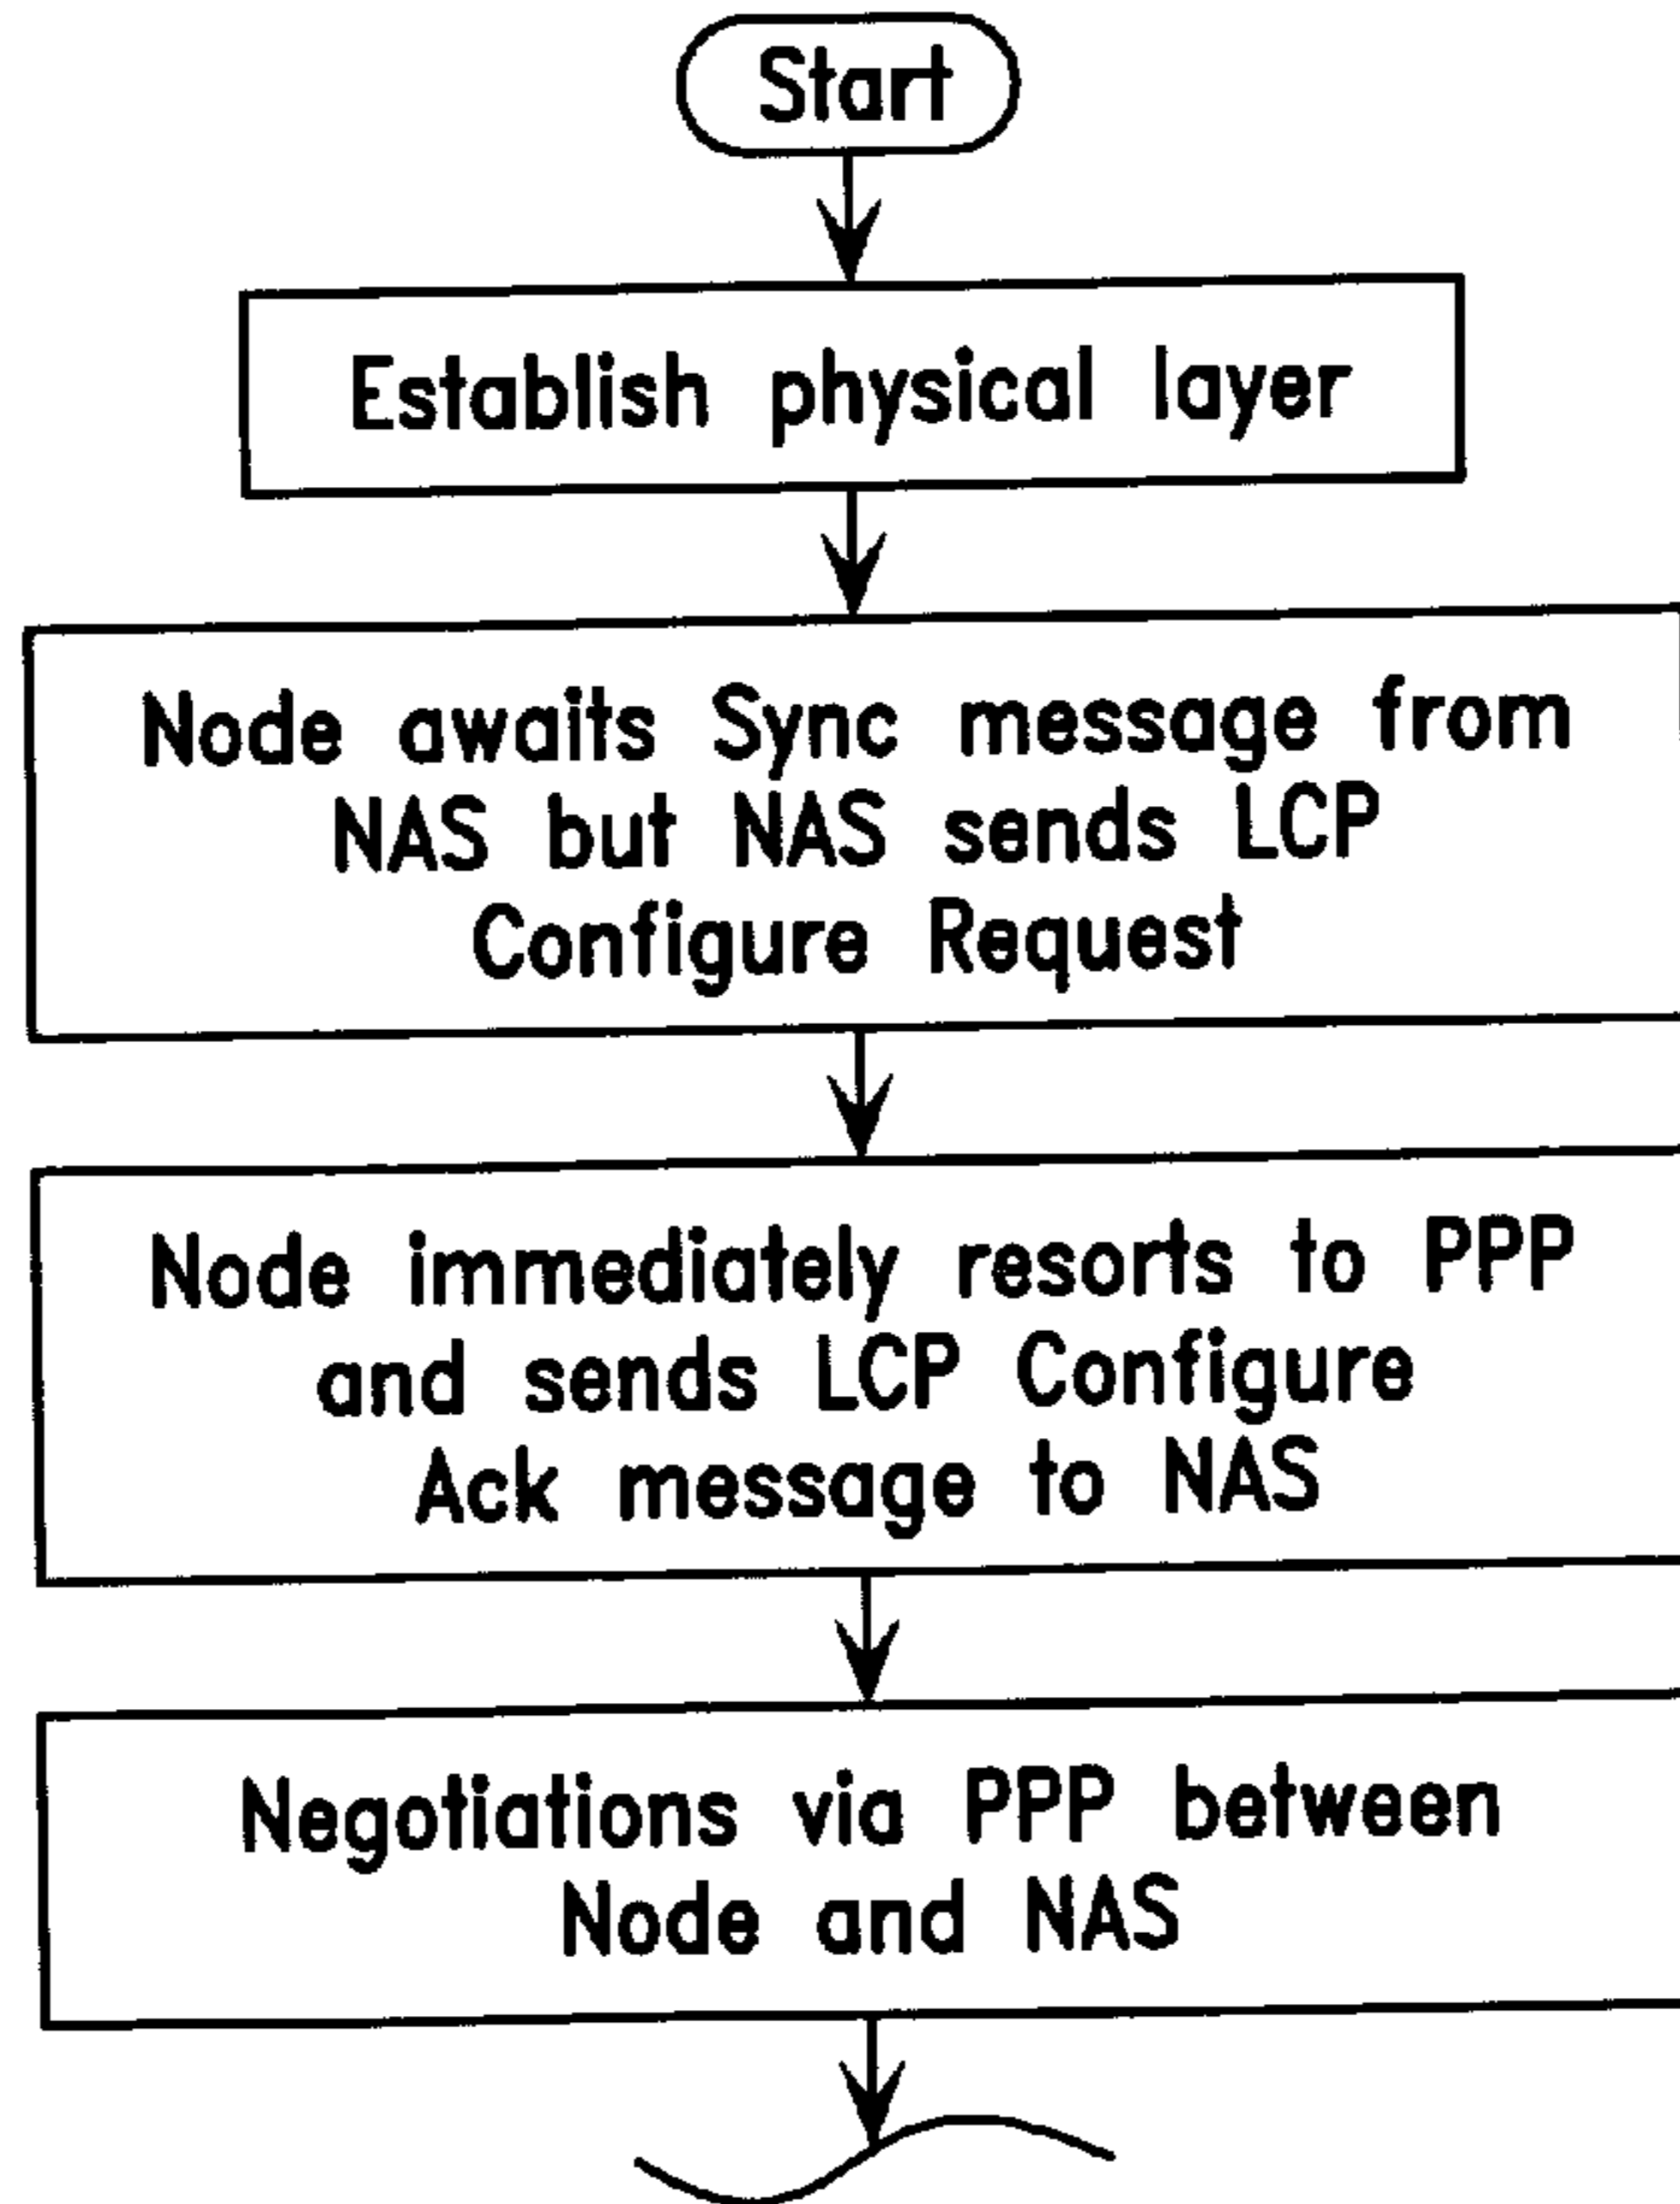 Start
Establish physical layer
Node awaits Sync message from
NAS but NAS sends LCP
Configure Request
Node immediately resorts to PPP
and sends LCP Configure
Ack message to NAS
Negotiations via PPP between
Node and NAS